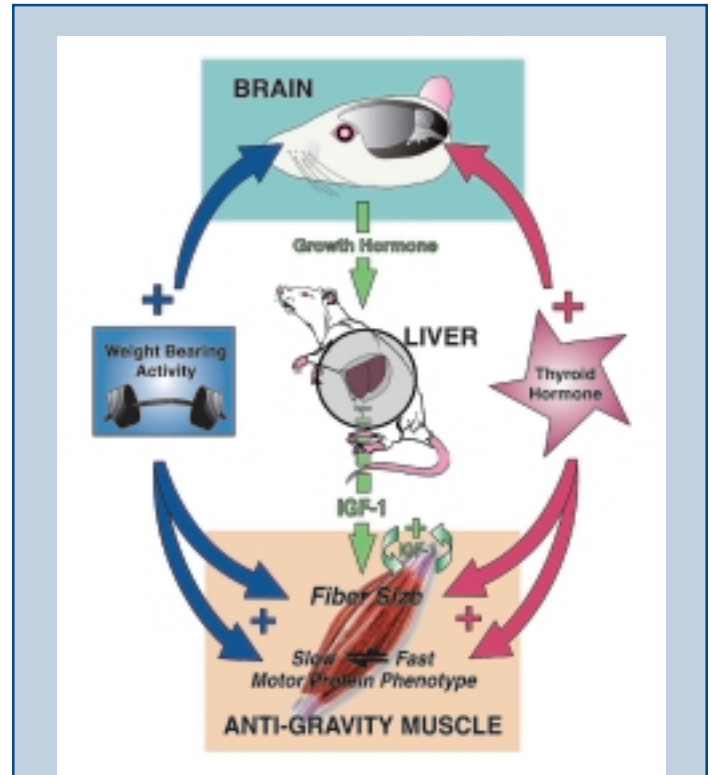 BRAIN
Growth Hormone
+
+
LIVER
Weight Bearing
Activity
Thyroid
Hormone
IGF-1
+
IGF-1
Fiber Size
+
+
Slow Fast
Motor Protein Phenotype
ANTI-GRAVITY MUSCLE